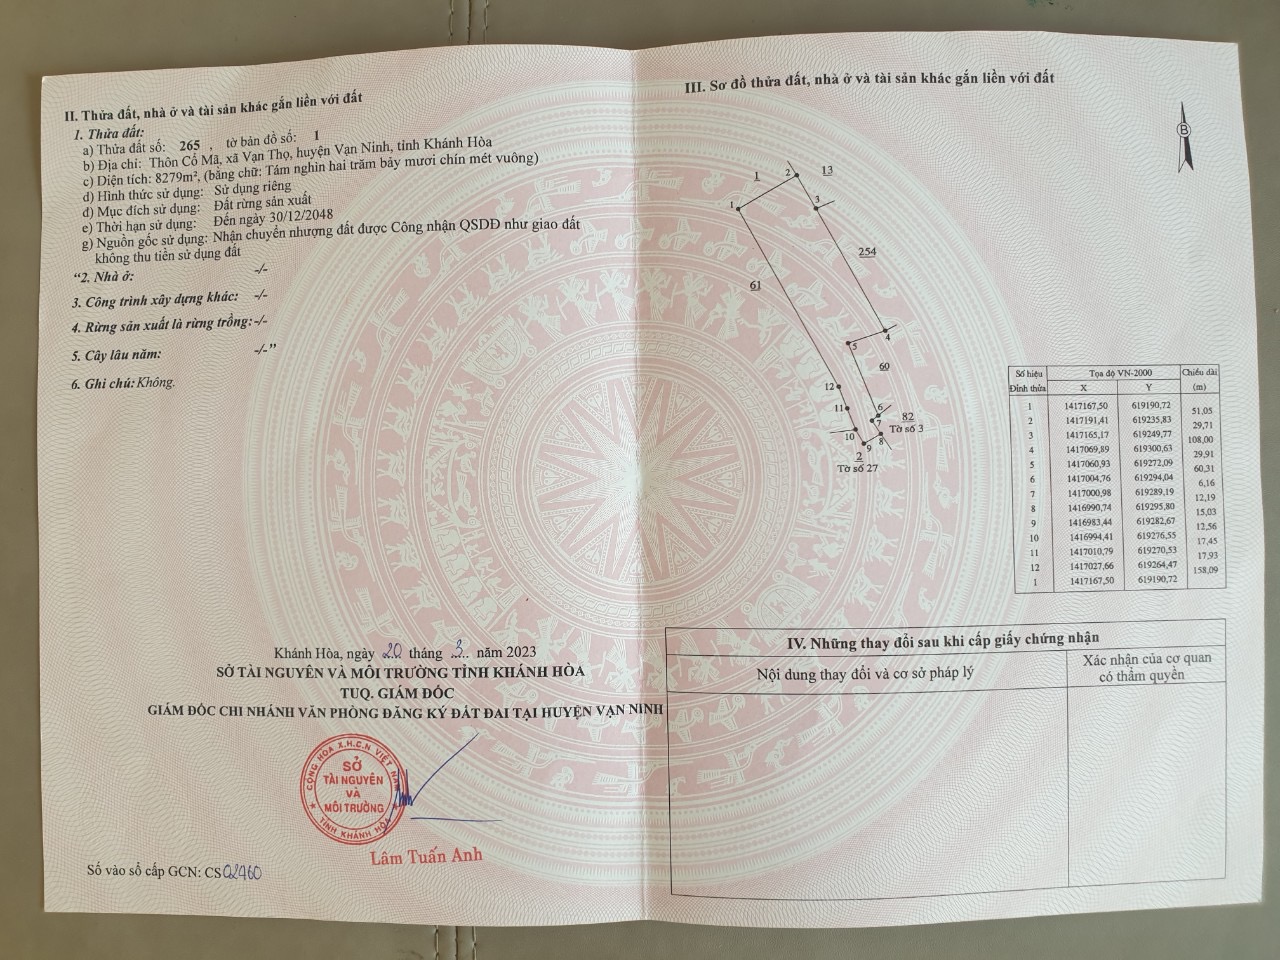 II. Thửa đất, nhà ở và tài sản khác gắn liền với đất
1. Thửa đất:
a) Thửa đất số: 265 , tờ bản đồ số: 1
b) Địa chỉ: Thôn Cổ Mã, xã Vạn Thọ, huyện Vạn Ninh, tỉnh Khánh Hòa
c) Diện tích: 8279m², (bằng chữ: Tám nghìn hai trăm bảy mươi chín mét vuông)
d) Hình thức sử dụng: Sử dụng riêng
đ) Mục đích sử dụng: Đất rừng sản xuất
e) Thời hạn sử dụng: Đến ngày 30/12/2048
g) Nguồn gốc sử dụng: Nhận chuyển nhượng đất được Công nhận QSDĐ như giao đất
không thu tiền sử dụng đất
“2. Nhà ở: -/-
3. Công trình xây dựng khác: -/-
4. Rừng sản xuất là rừng trồng: -/-
5. Cây lâu năm: -/-”
6. Ghi chú: Không.
Khánh Hòa, ngày 20 tháng 3 năm 2023
SỞ TÀI NGUYÊN VÀ MÔI TRƯỜNG TỈNH KHÁNH HÒA
TUQ. GIÁM ĐỐC
GIÁM ĐỐC CHI NHÁNH VĂN PHÒNG ĐĂNG KÝ ĐẤT ĐAI TẠI HUYỆN VẠN NINH
CỘNG HÒA X.H.C.N VIỆT NAM
SỞ
TÀI NGUYÊN
VÀ
MÔI TRƯỜNG
TỈNH KHÁNH HÒA
Lâm Tuấn Anh
Số vào sổ cấp GCN: CS02460
III. Sơ đồ thửa đất, nhà ở và tài sản khác gắn liền với đất
B
1
2
13
1
3
254
61
4
5
60
12
11
6
82
7
Tờ số 3
10
8
9
2
Tờ số 27
Số hiệu Đỉnh thửa Tọa độ VN-2000 Chiều dài (m)
X Y
1 1417167,50 619190,72
51,05
2 1417191,41 619235,83
29,71
3 1417165,17 619249,77
108,00
4 1417069,89 619300,63
29,91
5 1417060,93 619272,09
60,31
6 1417004,76 619294,04
6,16
7 1417000,98 619289,19
12,19
8 1416990,74 619295,80
15,03
9 1416983,44 619282,67
12,56
10 1416994,41 619276,55
17,45
11 1417010,79 619270,53
17,93
12 1417027,66 619264,47
158,09
1 1417167,50 619190,72
IV. Những thay đổi sau khi cấp giấy chứng nhận
Nội dung thay đổi và cơ sở pháp lý
Xác nhận của cơ quan
có thẩm quyền